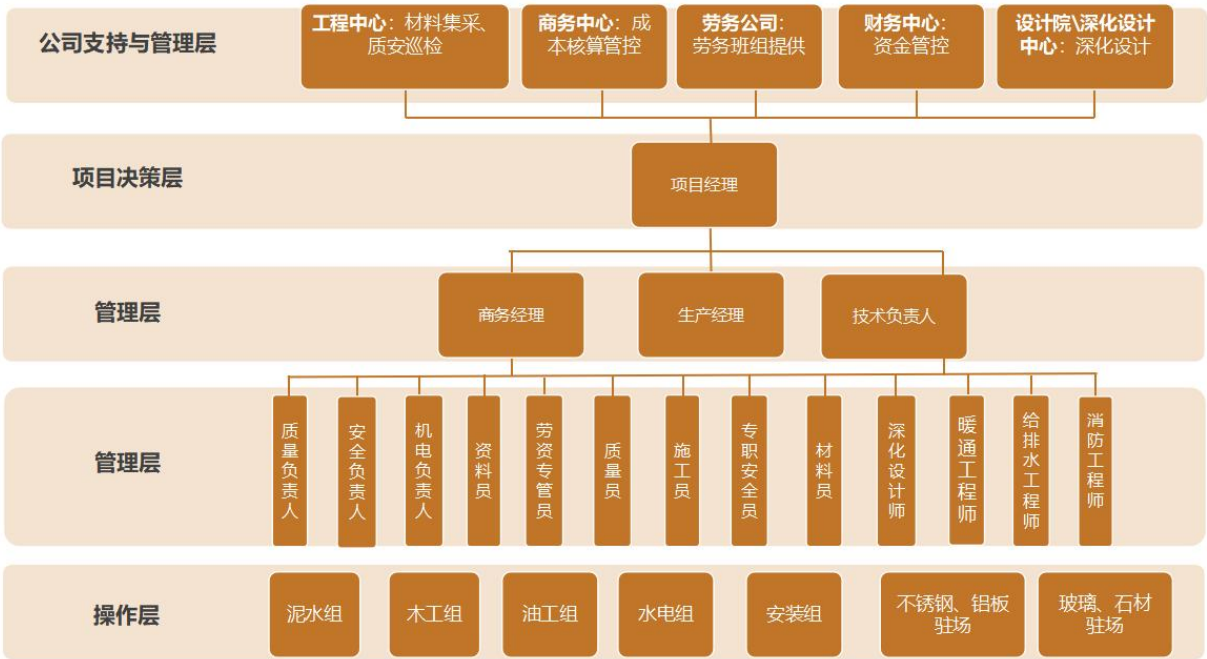 公司支持与管理层
工程中心：材料集采、
质安巡检
商务中心：成
本核算管控
劳务公司：
劳务班组提供
财务中心：
资金管控
设计院\深化设计
中心：深化设计
项目决策层
项目经理
管理层
商务经理
生产经理
技术负责人
管理层
质量负责人
安全负责人
机电负责人
资料员
劳资专管员
质量员
施工员
专职安全员
材料员
深化设计师
暖通工程师
给排水工程师
消防工程师
操作层
泥水组
木工组
油工组
水电组
安装组
不锈钢、铝板
驻场
玻璃、石材
驻场